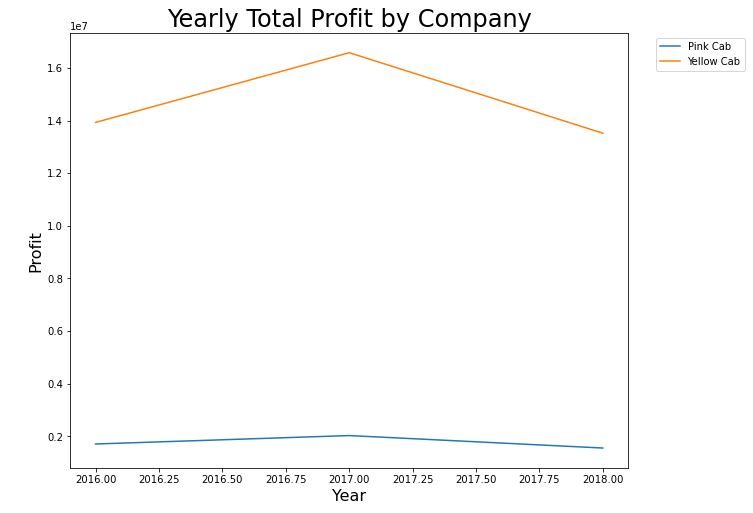 Yearly Total Profit by Company
1e7
Pink Cab
Yellow Cab
1.6
1.4
1.2
1.0
0.8
0.6
0.4
0.2
Profit
2016.00 2016.25 2016.50 2016.75 2017.00 2017.25 2017.50 2017.75 2018.00
Year